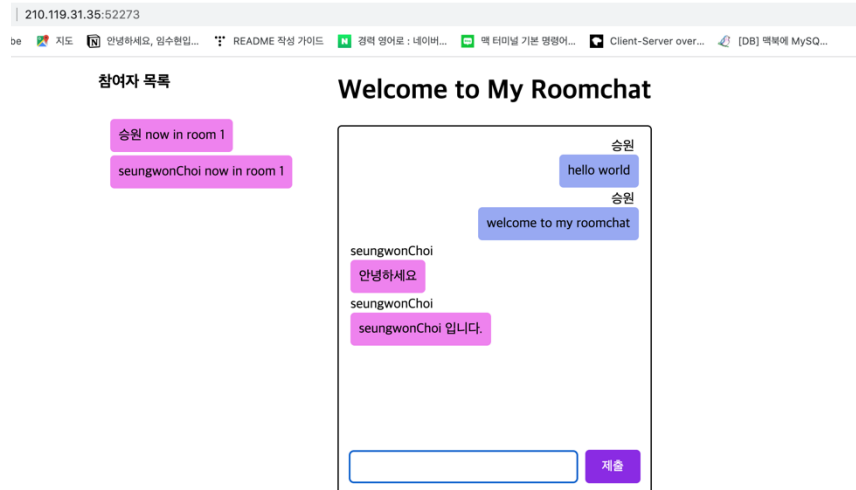 210.119.31.35:52273
be 지도 안녕하세요, 임수현입... README 작성 가이드 경력 영어로 : 네이버... 맥 터미널 기본 명령어... Client-Server over... [DB] 맥북에 MySQ...
참여자 목록
Welcome to My Roomchat
승원 now in room 1
seungwonChoi now in room 1
승원
hello world
승원
welcome to my roomchat
seungwonChoi
안녕하세요
seungwonChoi
seungwonChoi 입니다.
제출